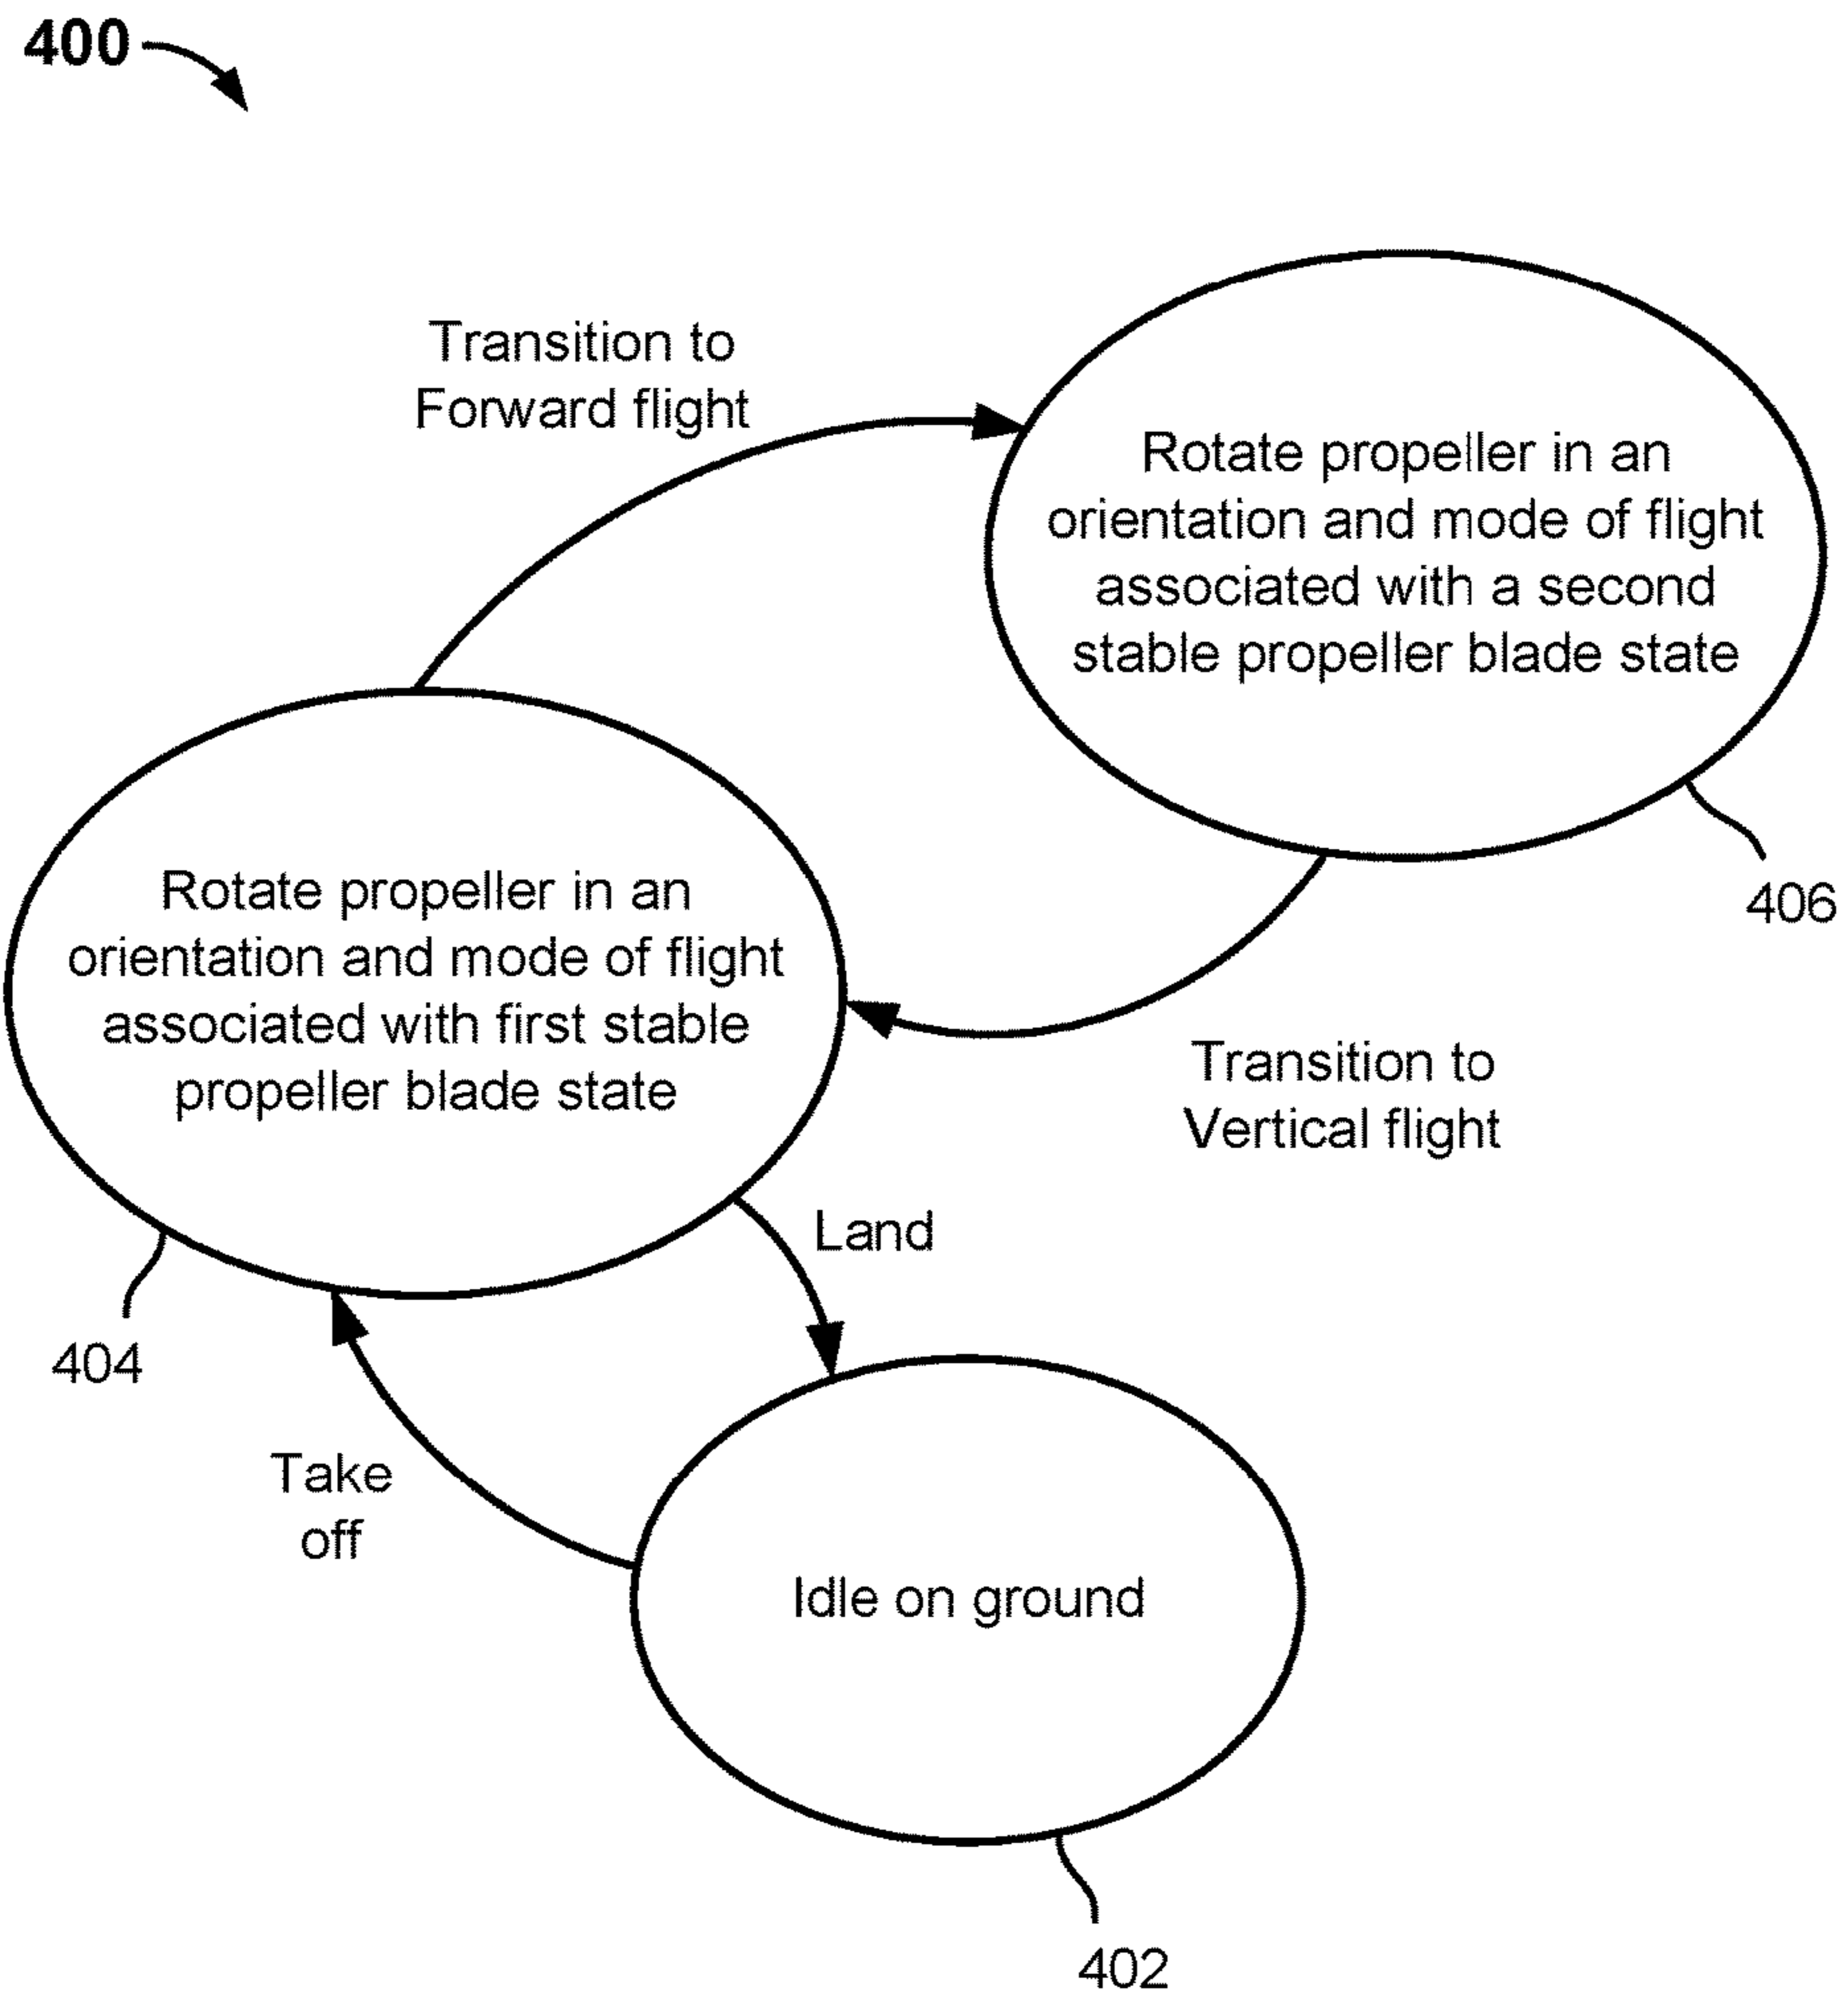 400
Transition to
Forward flight
Rotate propeller in an
orientation and mode of flight
associated with a second
stable propeller blade state
406
Rotate propeller in an
orientation and mode of flight
associated with first stable
propeller blade state
Transition to
Vertical flight
Land
404
Take
off
Idle on ground
402